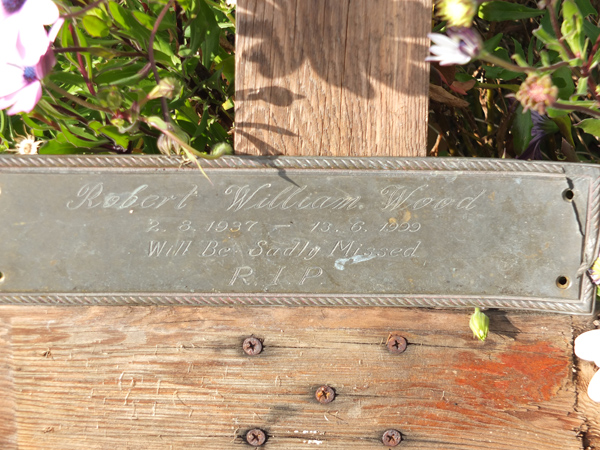 Robert William Wood
2. 8. 1937 - 13. 6. 1999
Will Be Sadly Missed
R. I. P